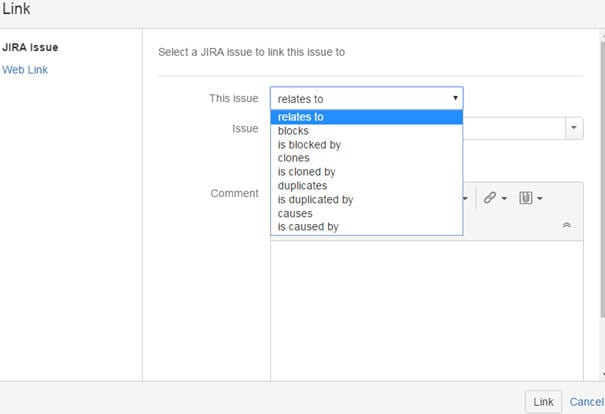 Link
JIRA Issue
Web Link
Select a JIRA issue to link this issue to
This issue
relates to
relates to
blocks
is blocked by
clones
is cloned by
duplicates
is duplicated by
causes
is caused by
Issue
Comment
Link
Cancel